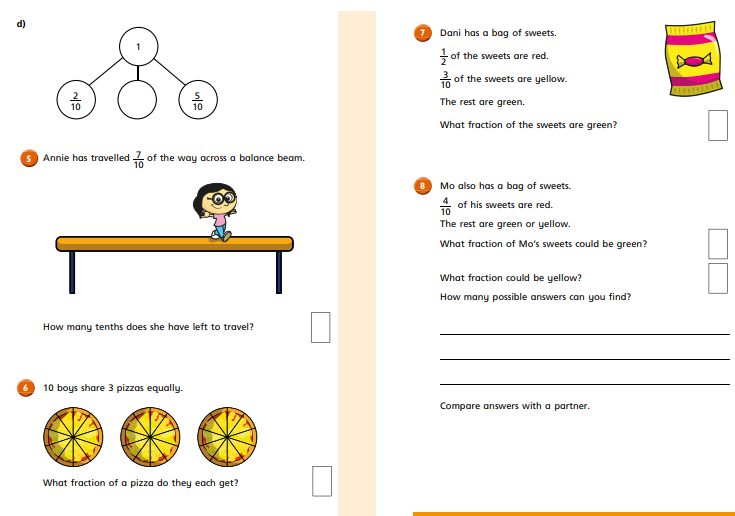 d)
1
2/10
5/10
5 Annie has travelled 7/10 of the way across a balance beam.
How many tenths does she have left to travel?
6 10 boys share 3 pizzas equally.
What fraction of a pizza do they each get?
7 Dani has a bag of sweets.
1/2 of the sweets are red.
3/10 of the sweets are yellow.
The rest are green.
What fraction of the sweets are green?
8 Mo also has a bag of sweets.
4/10 of his sweets are red.
The rest are green or yellow.
What fraction of Mo's sweets could be green?
What fraction could be yellow?
How many possible answers can you find?
Compare answers with a partner.